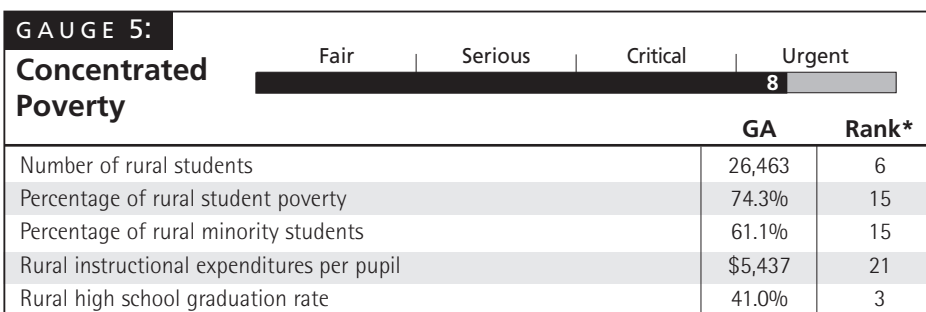 GAUGE 5:
Concentrated
Poverty
Fair Serious Critical Urgent
8
GA Rank*
Number of rural students 26,463 6
Percentage of rural student poverty 74.3% 15
Percentage of rural minority students 61.1% 15
Rural instructional expenditures per pupil $5,437 21
Rural high school graduation rate 41.0% 3